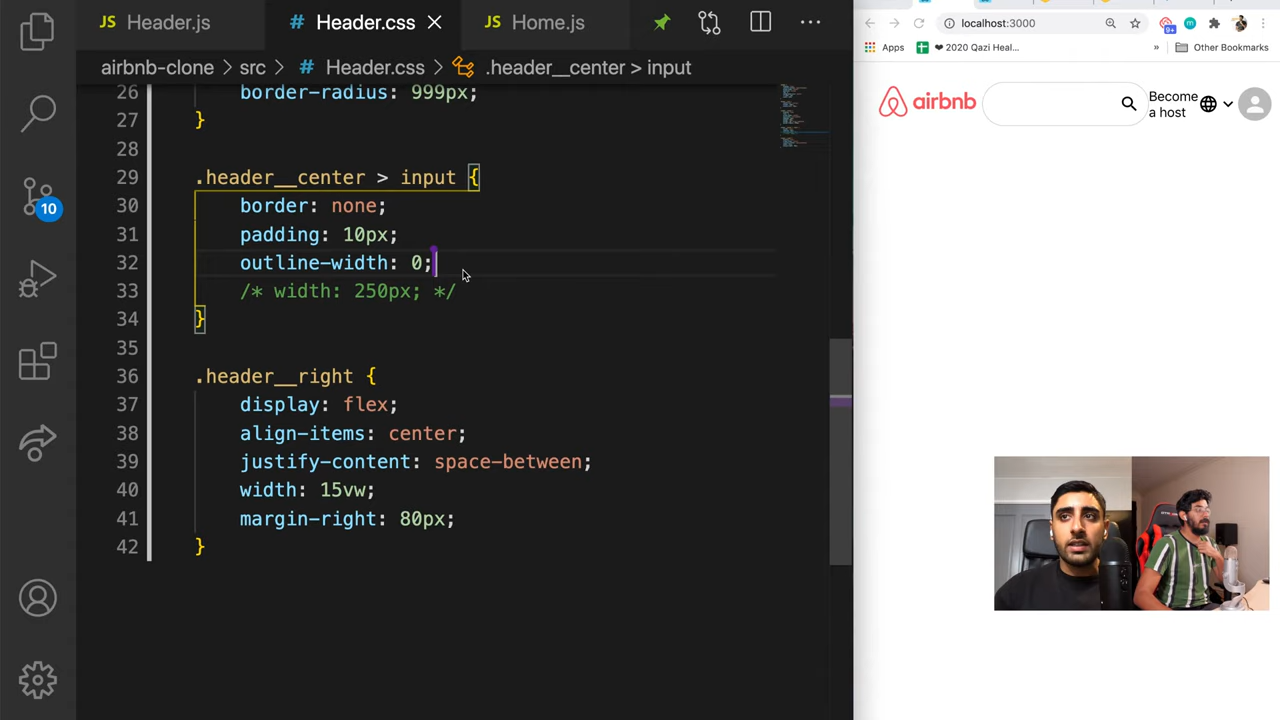 JS Header.js
# Header.css
JS Home.js
localhost:3000
9+
Apps
❤ 2020 Qazi Heal...
»
Other Bookmarks
airbnb-clone > src > # Header.css > .header__center > input
26 border-radius: 999px;
27 }
28
29 .header__center > input {
30 border: none;
31 padding: 10px;
32 outline-width: 0;
33 /* width: 250px; */
34 }
35
36 .header__right {
37 display: flex;
38 align-items: center;
39 justify-content: space-between;
40 width: 15vw;
41 margin-right: 80px;
42 }
10
airbnb
Become
a host